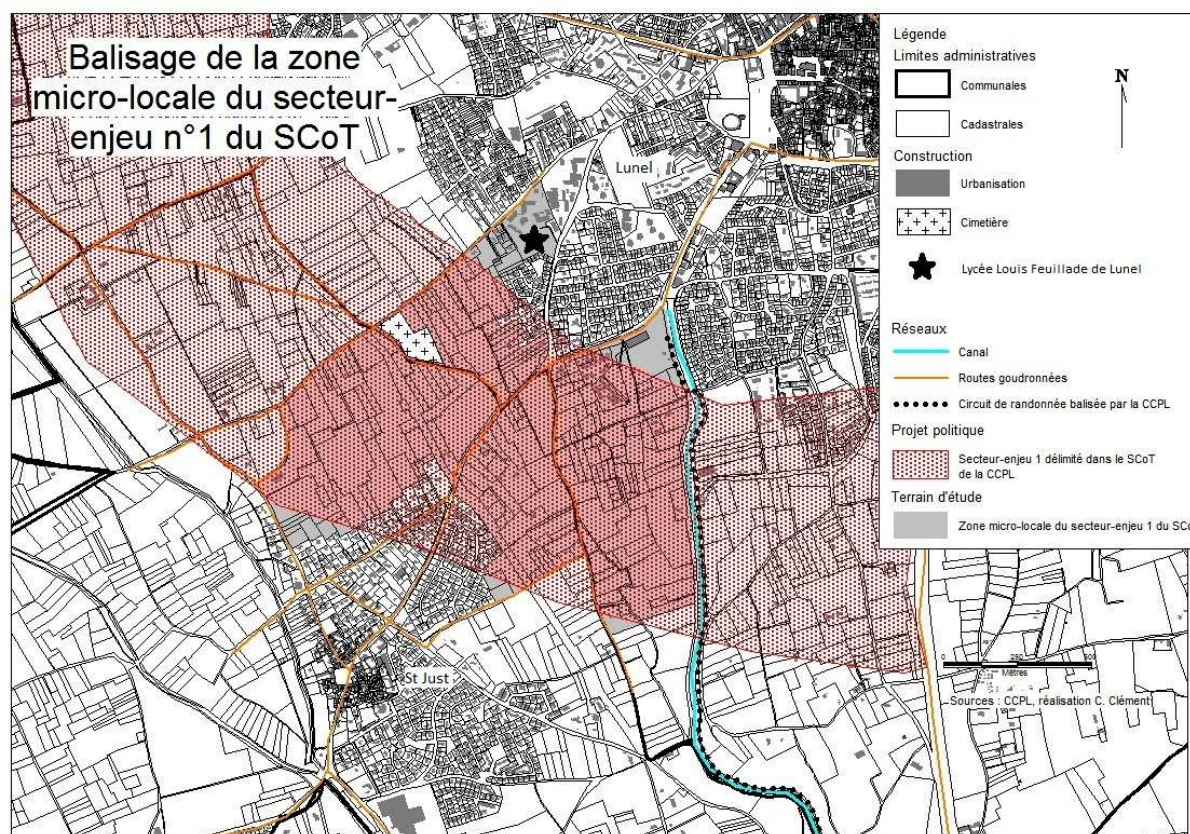 Balisage de la zone
micro-locale du secteur-
enjeu n°1 du SCoT
Lunel
St Just
Légende
Limites administratives
Communales
Cadastrales
N
Construction
Urbanisation
Cimetière
Lycée Louis Feuillade de Lunel
Réseaux
Canal
Routes goudronnées
Circuit de randonnée balisée par la CCPL
Projet politique
Secteur-enjeu 1 délimité dans le SCoT
de la CCPL
Terrain d'étude
Zone micro-locale du secteur-enjeu 1 du SCo
0 250
Mètres
Sources : CCPL, réalisation C. Clément